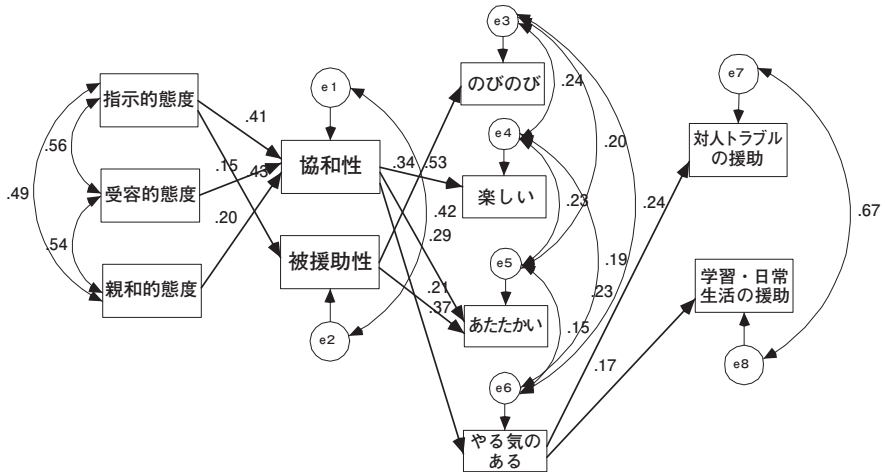 指示的態度
受容的態度
親和的態度
.56
.49
.54
.41
.15
.43
.20
e1
協和性
被援助性
e2
.34
.53
.42
.29
.21
.37
e3
のびのび
e4
楽しい
e5
あたたかい
e6
やる気の
ある
.24
.20
.23
.19
.23
.15
.24
.17
e7
対人トラブル
の援助
学習・日常
生活の援助
e8
.67